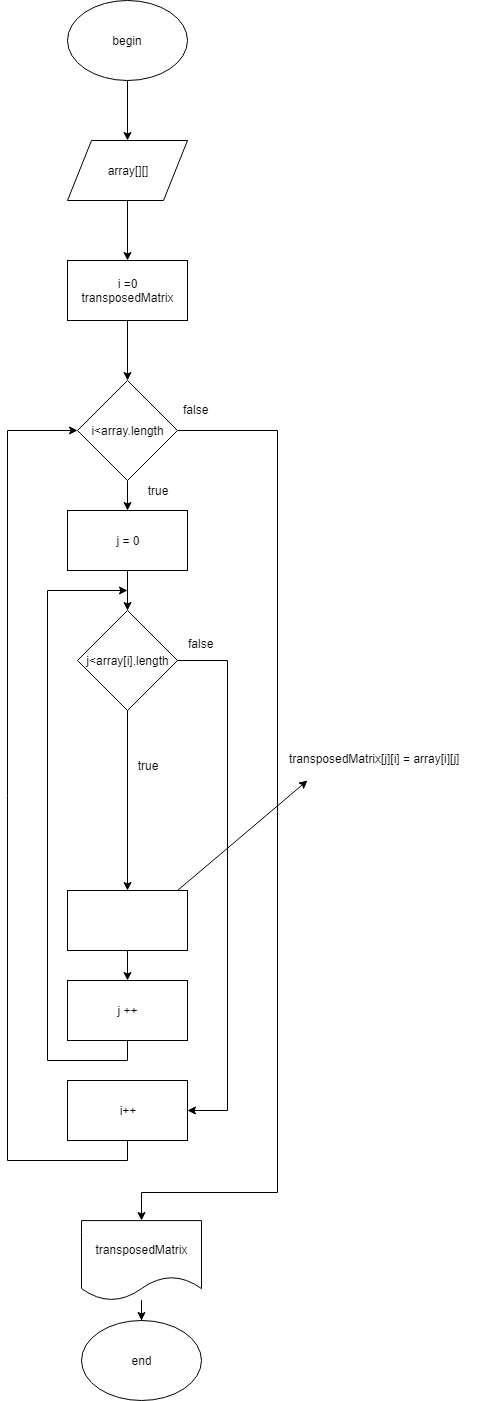 begin
array[][]
i =0
transposedMatrix
i<array.length
false
true
j = 0
j<array[i].length
false
true
transposedMatrix[j][i] = array[i][j]
j ++
i++
transposedMatrix
end